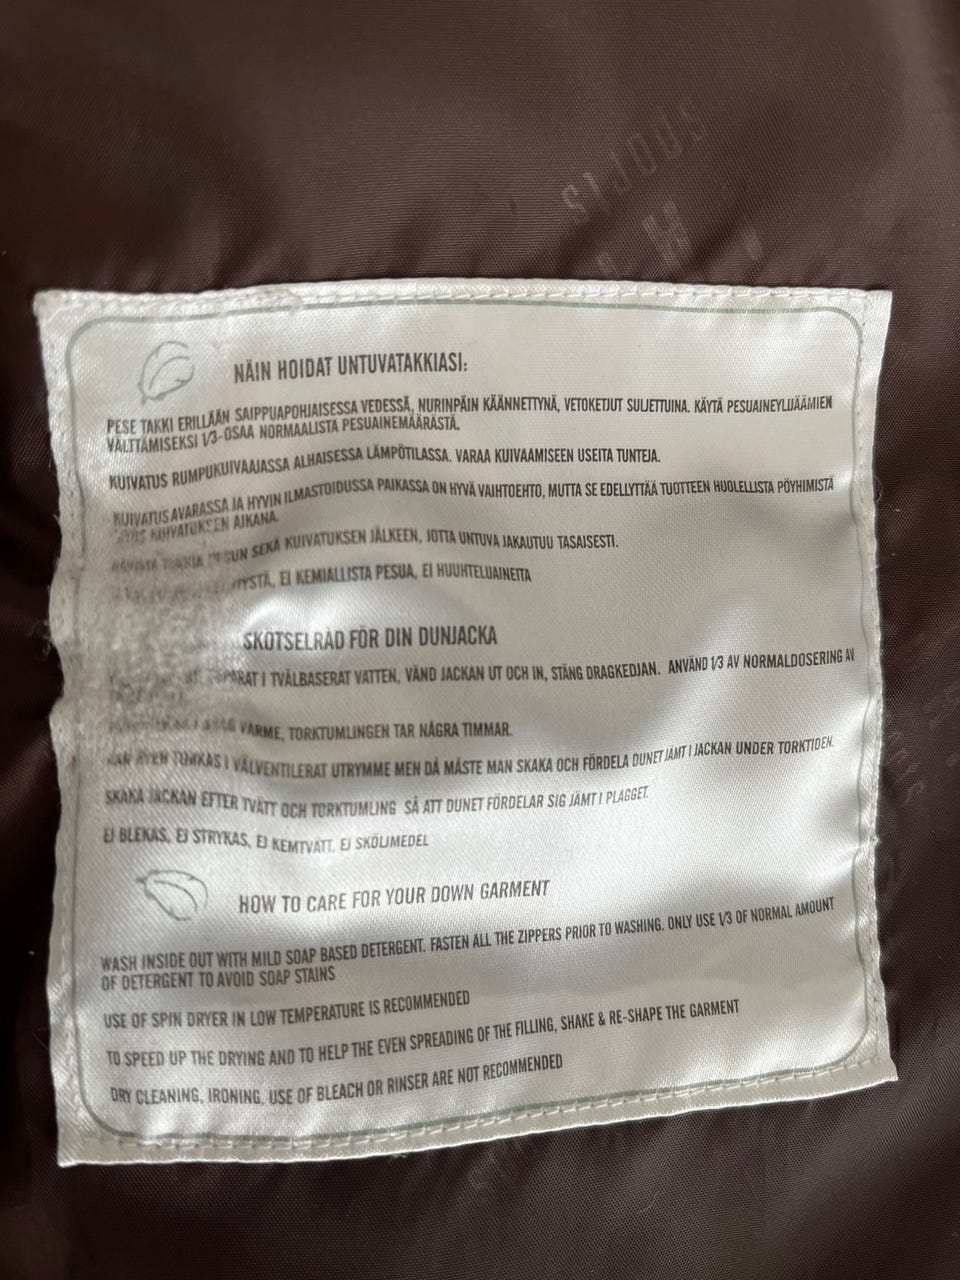 SIJOUS
NÄIN HOIDAT UNTUVATAKKIASI:
PESE TAKKI ERILLÄÄN SAIPPUAPOHJAISESSA VEDESSÄ, NURINPÄIN KÄÄNNETTYNÄ, VETOKETJUT SULJETTUINA. KÄYTÄ PESUAINEYLIJÄÄMIEN
VÄLTTÄMISEKSI 1/3-OSAA NORMAALISTA PESUAINEMÄÄRÄSTÄ.
KUIVATUS RUMPUKUIVAAJASSA ALHAISESSA LÄMPÖTILASSA. VARAA KUIVAAMISEEN USEITA TUNTEJA.
KUIVATUS AVARASSA JA HYVIN ILMASTOIDUSSA PAIKASSA ON HYVÄ VAIHTOEHTO, MUTTA SE EDELLYTTÄÄ TUOTTEEN HUOLELLISTA PÖYHIMISTÄ
MYÖS KUIVATUKSEN AIKANA.
TAKKIA PESUN SEKÄ KUIVATUKSEN JÄLKEEN, JOTTA UNTUVA JAKAUTUU TASAISESTI.
EI KEMIALLISTA PESUA, EI HUUHTELUAINEITA
SKÖTSELRÅD FÖR DIN DUNJACKA
SEPARAT I TVÅLBASERAT VATTEN, VÄND JACKAN UT OCH IN, STÄNG DRAGKEDJAN. ANVÄND 1/3 AV NORMALDOSERING AV
VÄRME, TORKTUMLINGEN TAR NÅGRA TIMMAR.
KAN ÄVEN TORKAS I VÄLVENTILERAT UTRYMME MEN DÅ MÅSTE MAN SKAKA OCH FÖRDELA DUNET JÄMT I JACKAN UNDER TORKTIDEN.
SKAKA JACKAN EFTER TVÄTT OCH TORKTUMLING SÅ ATT DUNET FÖRDELAR SIG JÄMT I PLAGGET.
EJ BLEKAS, EJ STRYKAS, EJ KEMTVÄTT, EJ SKÖLJMEDEL
HOW TO CARE FOR YOUR DOWN GARMENT
WASH INSIDE OUT WITH MILD SOAP BASED DETERGENT. FASTEN ALL THE ZIPPERS PRIOR TO WASHING. ONLY USE 1/3 OF NORMAL AMOUNT
OF DETERGENT TO AVOID SOAP STAINS
USE OF SPIN DRYER IN LOW TEMPERATURE IS RECOMMENDED
TO SPEED UP THE DRYING AND TO HELP THE EVEN SPREADING OF THE FILLING, SHAKE & RE-SHAPE THE GARMENT
DRY CLEANING, IRONING, USE OF BLEACH OR RINSER ARE NOT RECOMMENDED